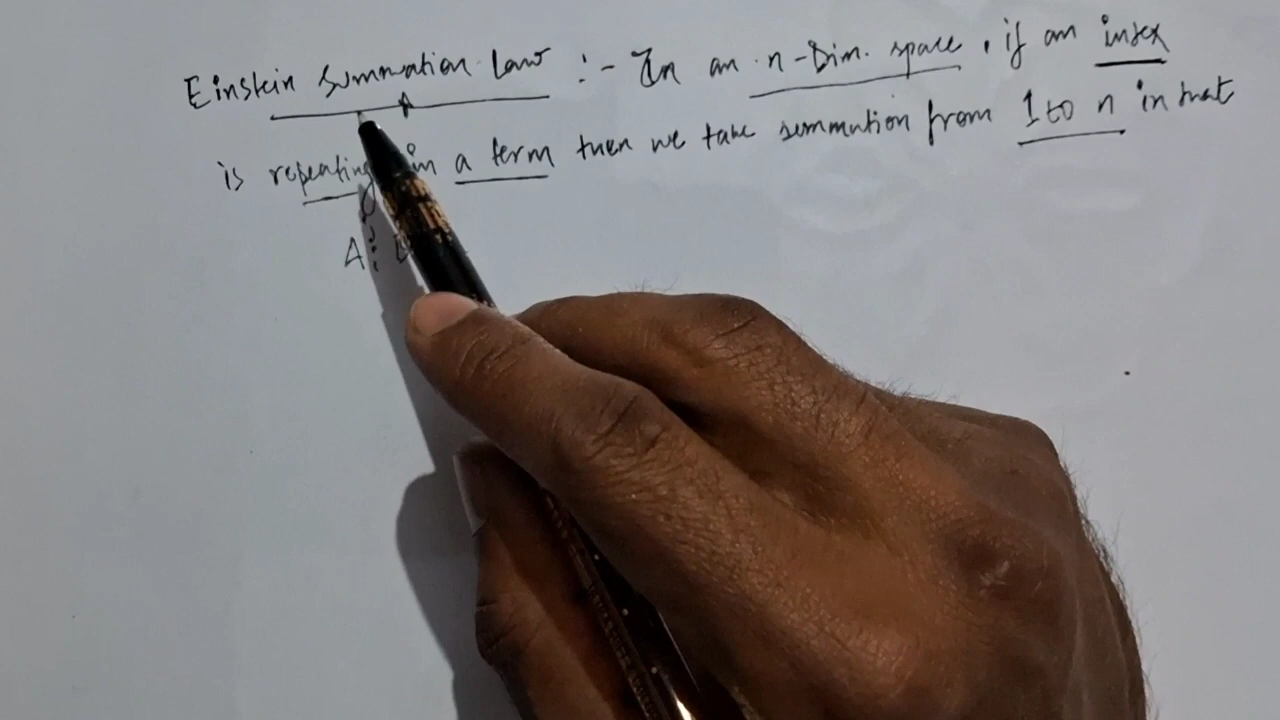 Einstein Summation Law :- In an n-Dim. space, if an index
is repeating in a term then we take summation from 1 to n in that